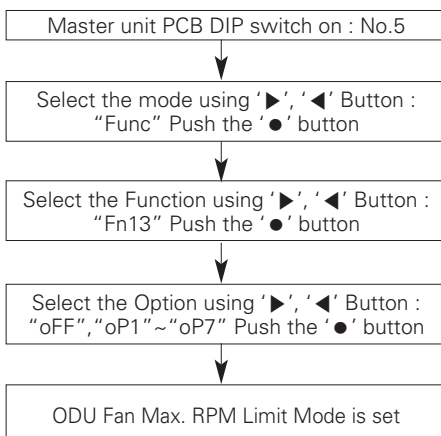 Master unit PCB DIP switch on : No.5
Select the mode using ‘▶’, ‘◀’ Button :
“Func” Push the ‘●’ button
Select the Function using ‘▶’, ‘◀’ Button :
“Fn13” Push the ‘●’ button
Select the Option using ‘▶’, ‘◀’ Button :
“oFF”,“oP1”~“oP7” Push the ‘●’ button
ODU Fan Max. RPM Limit Mode is set